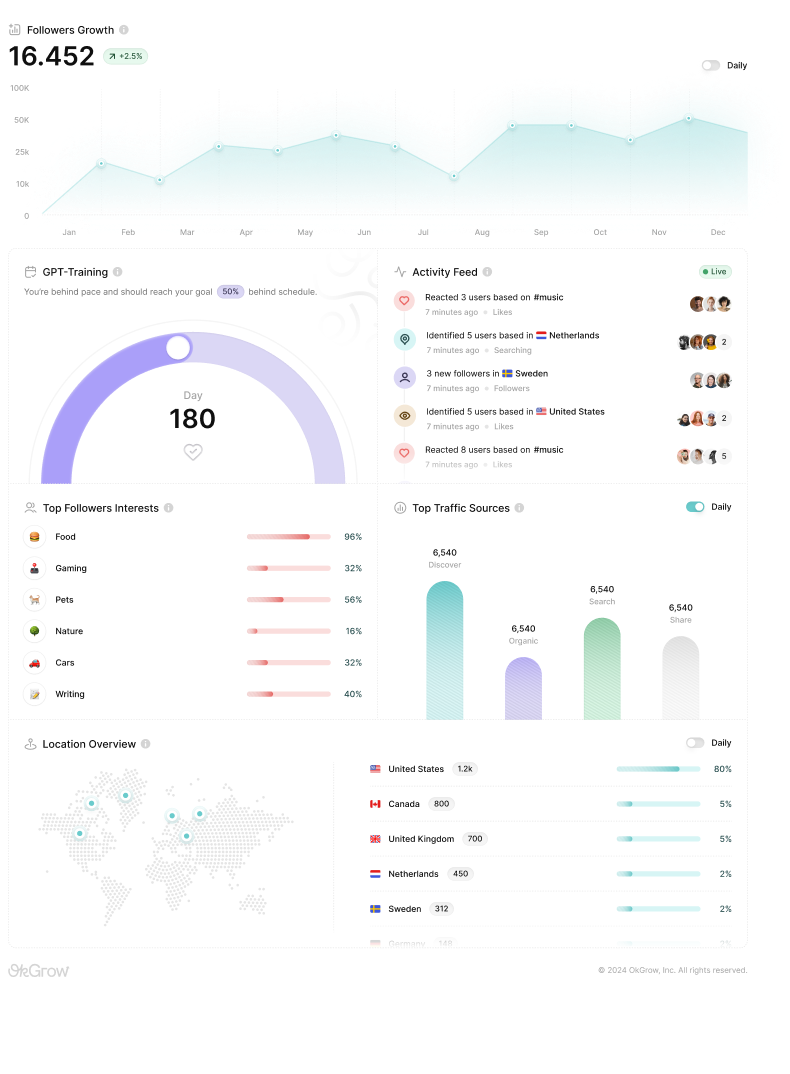 Followers Growth
16.452
+2.5%
Daily
100K
50K
25k
10k
0
Jan Feb Mar Apr May Jun Jul Aug Sep Oct Nov Dec
GPT-Training
You're behind pace and should reach your goal 50% behind schedule.
Day
180
Activity Feed
Live
Reacted 3 users based on #music
7 minutes ago Likes
Identified 5 users based in Netherlands
7 minutes ago Searching
2
3 new followers in Sweden
7 minutes ago Followers
Identified 5 users based in United States
7 minutes ago Likes
2
Reacted 8 users based on #music
7 minutes ago Likes
5
Top Followers Interests
Food 96%
Gaming 32%
Pets 56%
Nature 16%
Cars 32%
Writing 40%
Top Traffic Sources
Daily
6,540
Discover
6,540
Organic
6,540
Search
6,540
Share
Location Overview
Daily
United States 1.2k 80%
Canada 800 5%
United Kingdom 700 5%
Netherlands 450 2%
Sweden 312 2%
Germany 148 2%
OkGrow
© 2024 OkGrow, Inc. All rights reserved.